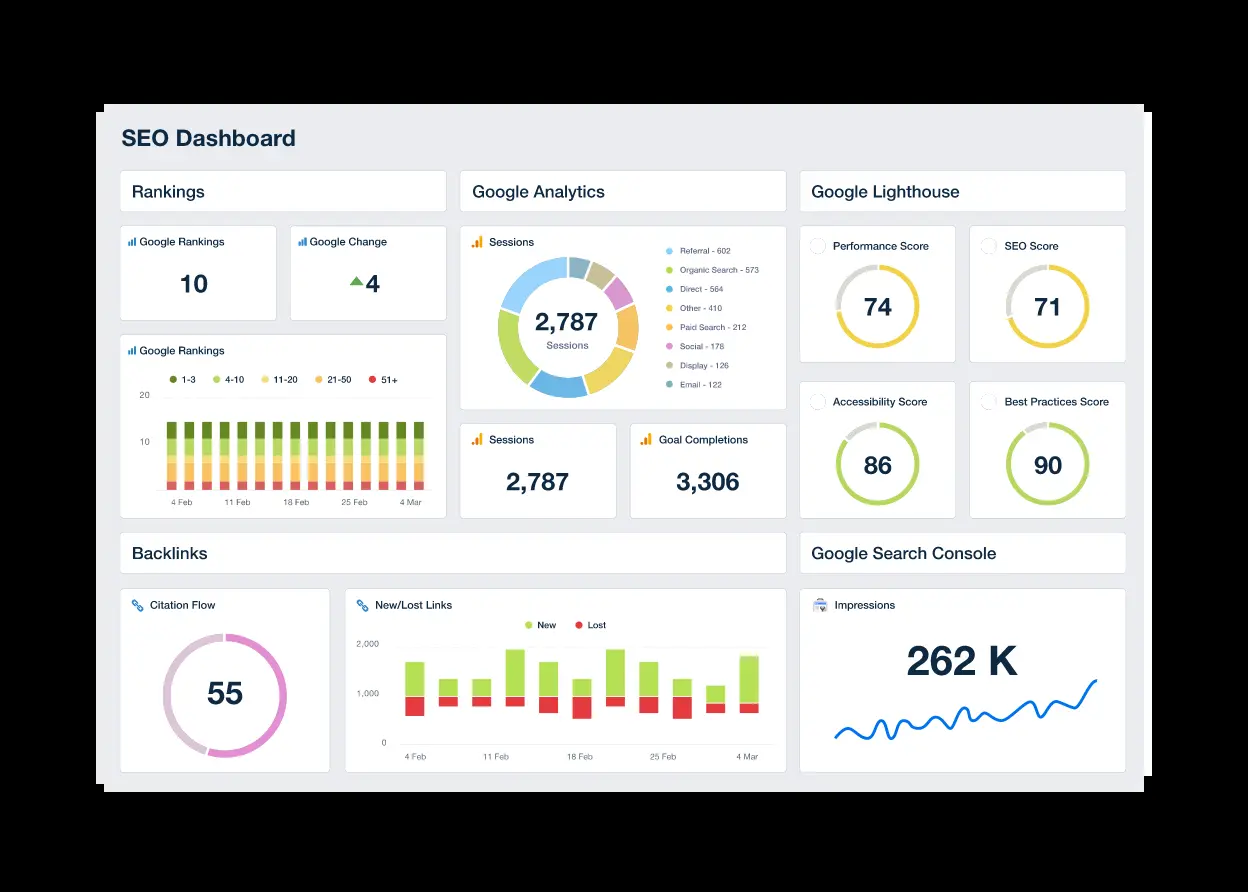 SEO Dashboard
Rankings
Google Rankings
10
Google Change
4
Google Rankings
1-3 4-10 11-20 21-50 51+
20
10
4 Feb 11 Feb 18 Feb 25 Feb 4 Mar
Google Analytics
Sessions
2,787
Sessions
Referral - 602
Organic Search - 573
Direct - 564
Other - 410
Paid Search - 212
Social - 178
Display - 126
Email - 122
Sessions
2,787
Goal Completions
3,306
Google Lighthouse
Performance Score
74
SEO Score
71
Accessibility Score
86
Best Practices Score
90
Backlinks
Citation Flow
55
New/Lost Links
New Lost
2,000
1,000
0
4 Feb 11 Feb 18 Feb 25 Feb 4 Mar
Google Search Console
Impressions
262 K